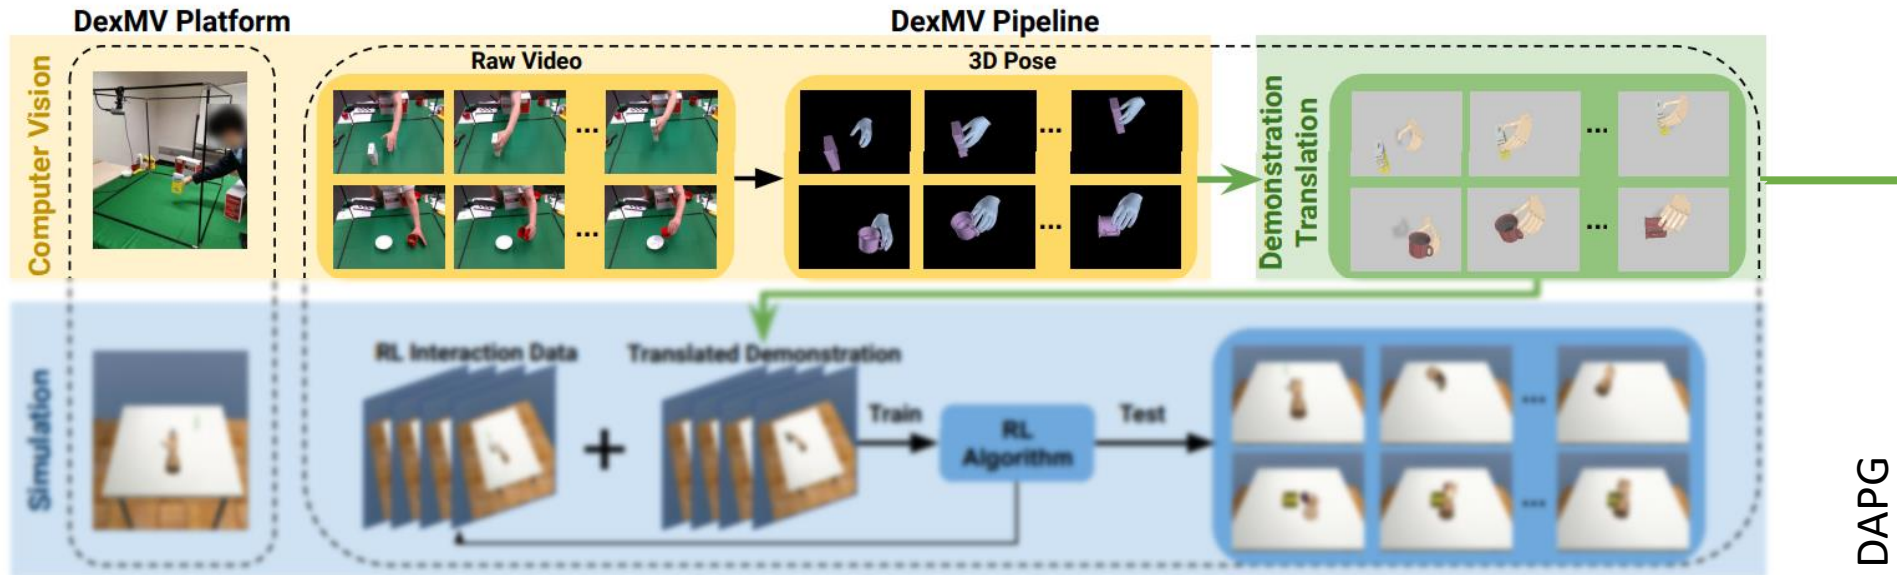 DexMV Platform
DexMV Pipeline
Computer Vision
Raw Video
3D Pose
Demonstration
Translation
...
...
...
...
...
...
Simulation
RL Interaction Data
Translated Demonstration
+
Train
RL
Algorithm
Test
...
...
DAPG